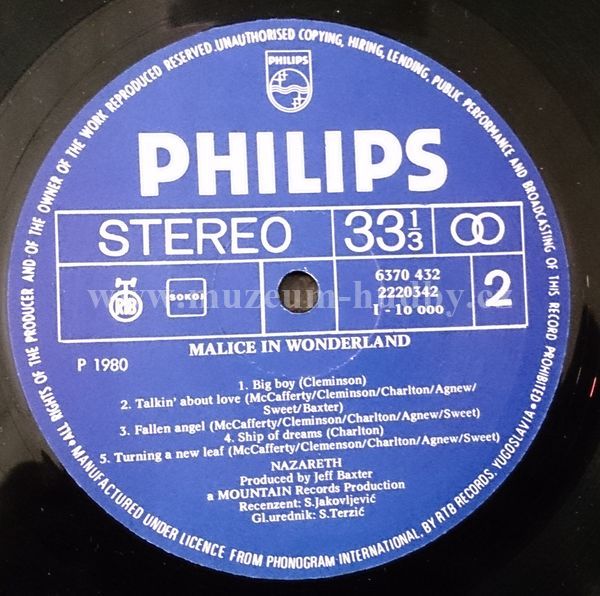 ALL RIGHTS OF THE PRODUCER AND OF THE OWNER OF THE WORK REPRODUCED RESERVED. UNAUTHORISED COPYING, HIRING, LENDING, PUBLIC PERFORMANCE AND BROADCASTING OF THIS RECORD PROHIBITED •
PHILIPS
PHILIPS
STEREO 33 1/3
RTB SOKOJ 6370 432
2220342
I - 10 000
2
www.muzeum-hudby.cz
MALICE IN WONDERLAND
P 1980
1. Big boy (Cleminson)
2. Talkin' about love (McCafferty/Cleminson/Charlton/Agnew/
Sweet/Baxter)
3. Fallen angel (McCafferty/Cleminson/Charlton/Agnew/Sweet)
4. Ship of dreams (Charlton)
5. Turning a new leaf (McCafferty/Clemenson/Charlton/Agnew/Sweet)
NAZARETH
Produced by Jeff Baxter
a MOUNTAIN Records Production
Recenzent: S.Jakovljević
Gl.urednik: S.Terzić
• MANUFACTURED UNDER LICENCE FROM PHONOGRAM-INTERNATIONAL, BY RTB RECORDS, YUGOSLAVIA